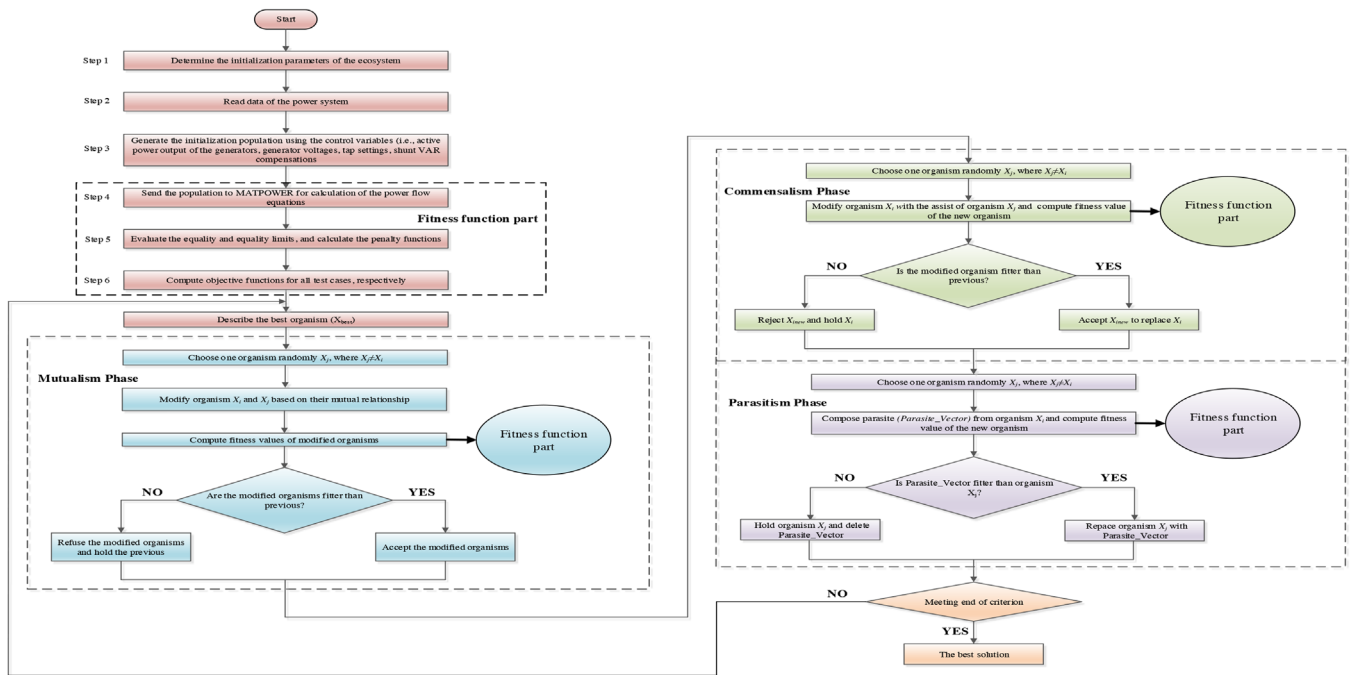 Start
Step 1
Determine the initialization parameters of the ecosystem
Step 2
Read data of the power system
Step 3
Generate the initialization population using the control variables (i.e., active
power output of the generators, generator voltages, tap settings, shunt VAR
compensations
Step 4
Send the population to MATPOWER for calculation of the power flow
equations
Fitness function part
Step 5
Evaluate the equality and equality limits, and calculate the penalty functions
Step 6
Compute objective functions for all test cases, respectively
Describe the best organism (Xbest)
Mutualism Phase
Choose one organism randomly Xj, where Xj≠Xi
Modify organism Xi and Xj based on their mutual relationship
Compute fitness values of modified organisms
Fitness function
part
Are the modified organisms fitter than
previous?
NO
YES
Refuse the modified organisms
and hold the previous
Accept the modified organisms
Commensalism Phase
Choose one organism randomly Xj, where Xj≠Xi
Modify organism Xi with the assist of organism Xj and compute fitness value
of the new organism
Fitness function
part
Is the modified organism fitter than
previous?
NO
YES
Reject Xinew and hold Xi
Accept Xinew to replace Xi
Parasitism Phase
Choose one organism randomly Xj, where Xj≠Xi
Compose parasite (Parasite_Vector) from organism Xi and compute fitness
value of the new organism
Fitness function
part
Is Parasite_Vector fitter than organism
Xj?
NO
YES
Hold organism Xj and delete
Parasite_Vector
Repace organism Xj with
Parasite_Vector
Meeting end of criterion
NO
YES
The best solution